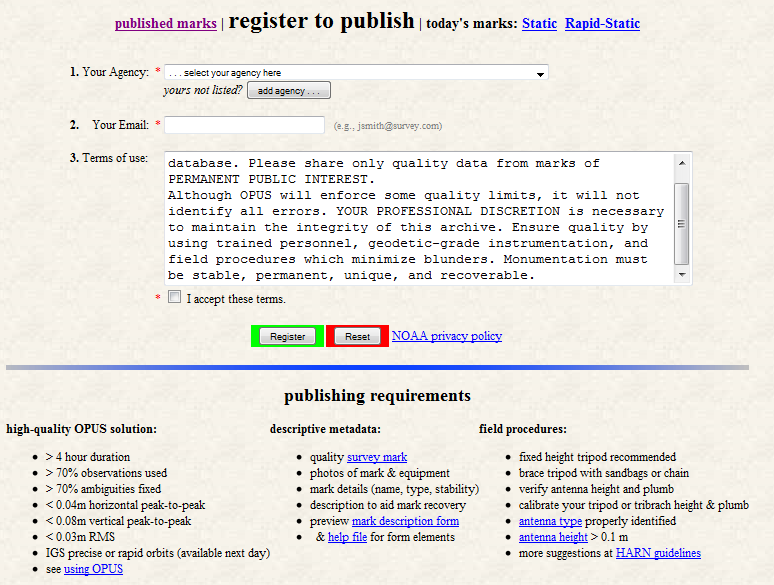 published marks | register to publish | today's marks: Static Rapid-Static
1. Your Agency: * . . . select your agency here
yours not listed? add agency . . .
2. Your Email: * (e.g., jsmith@survey.com)
3. Terms of use: database. Please share only quality data from marks of
PERMANENT PUBLIC INTEREST.
Although OPUS will enforce some quality limits, it will not
identify all errors. YOUR PROFESSIONAL DISCRETION is necessary
to maintain the integrity of this archive. Ensure quality by
using trained personnel, geodetic-grade instrumentation, and
field procedures which minimize blunders. Monumentation must
be stable, permanent, unique, and recoverable.
* I accept these terms.
Register Reset NOAA privacy policy
publishing requirements
high-quality OPUS solution:
• > 4 hour duration
• > 70% observations used
• > 70% ambiguities fixed
• < 0.04m horizontal peak-to-peak
• < 0.08m vertical peak-to-peak
• < 0.03m RMS
• IGS precise or rapid orbits (available next day)
• see using OPUS
descriptive metadata:
• quality survey mark
• photos of mark & equipment
• mark details (name, type, stability)
• description to aid mark recovery
• preview mark description form
• & help file for form elements
field procedures:
• fixed height tripod recommended
• brace tripod with sandbags or chain
• verify antenna height and plumb
• calibrate your tripod or tribrach height & plumb
• antenna type properly identified
• antenna height > 0.1 m
• more suggestions at HARN guidelines